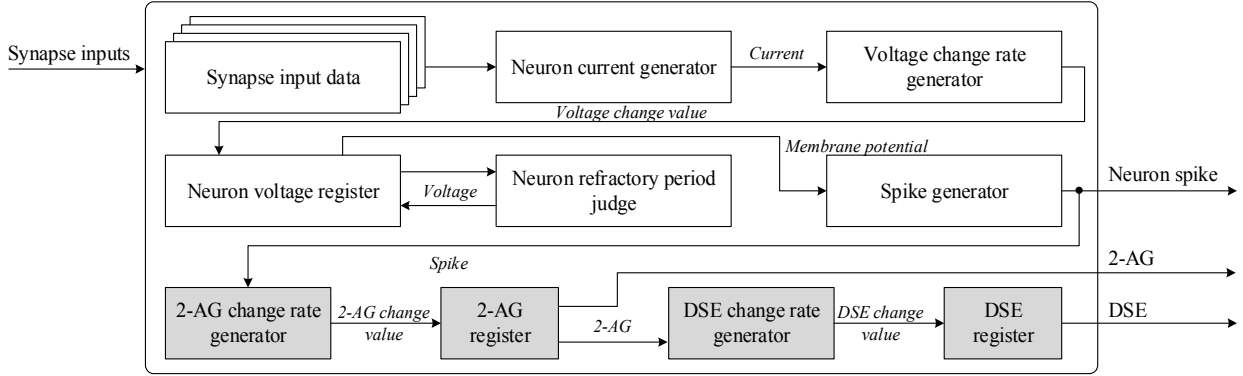 Synapse inputs
Synapse input data
Neuron current generator
Current
Voltage change rate
generator
Voltage change value
Neuron voltage register
Voltage
Neuron refractory period
judge
Membrane potential
Spike generator
Neuron spike
Spike
2-AG
2-AG change rate
generator
2-AG change
value
2-AG
register
2-AG
DSE change rate
generator
DSE change
value
DSE
register
DSE